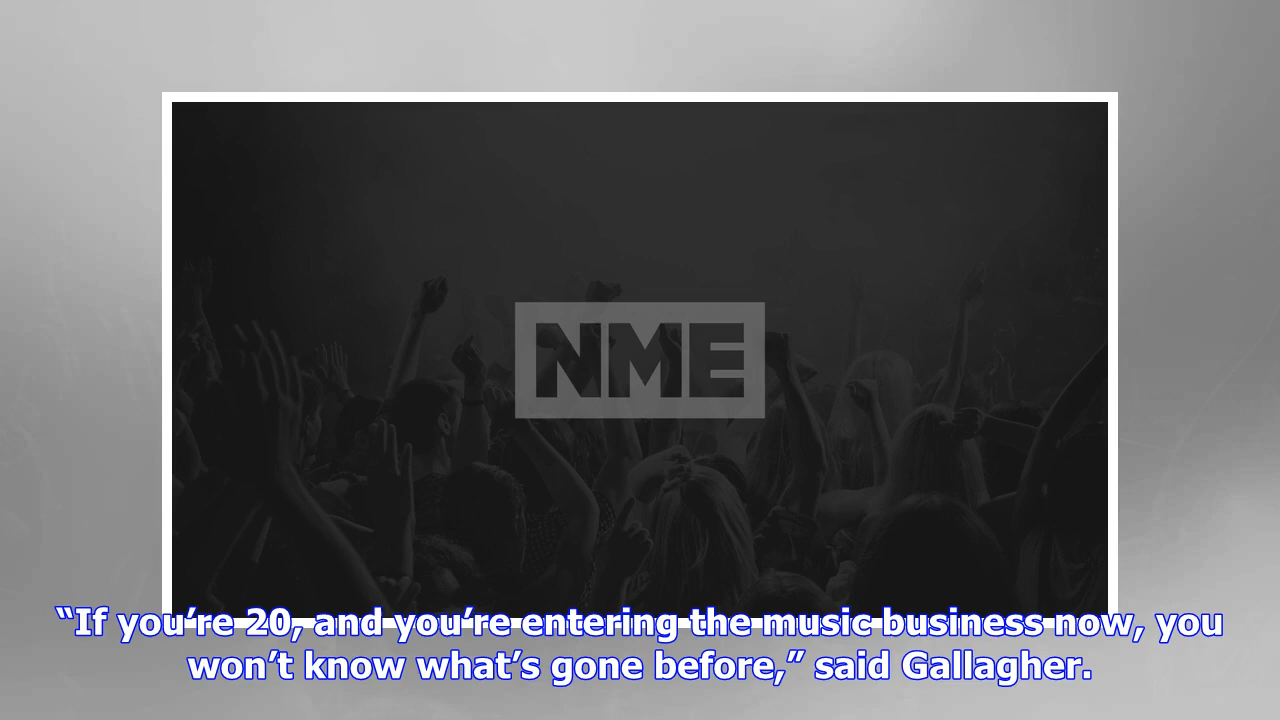 NME
“If you’re 20, and you’re entering the music business now, you
won’t know what’s gone before,” said Gallagher.